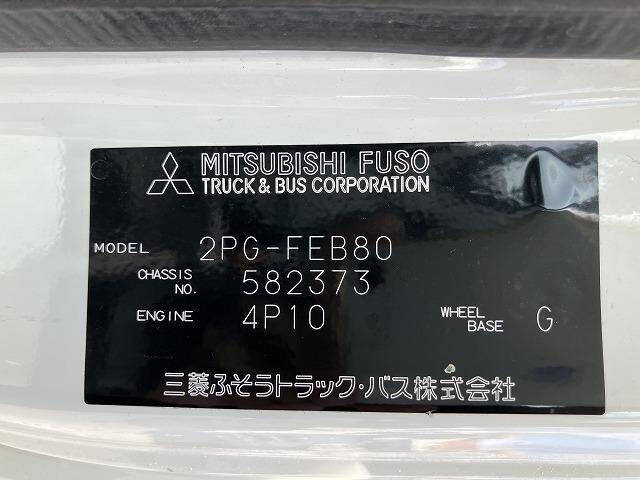 MITSUBISHI FUSO
TRUCK & BUS CORPORATION
MODEL 2PG-FEB80
CHASSIS NO. 582373
ENGINE 4P10 WHEEL BASE G
三菱ふそうトラック・バス株式会社